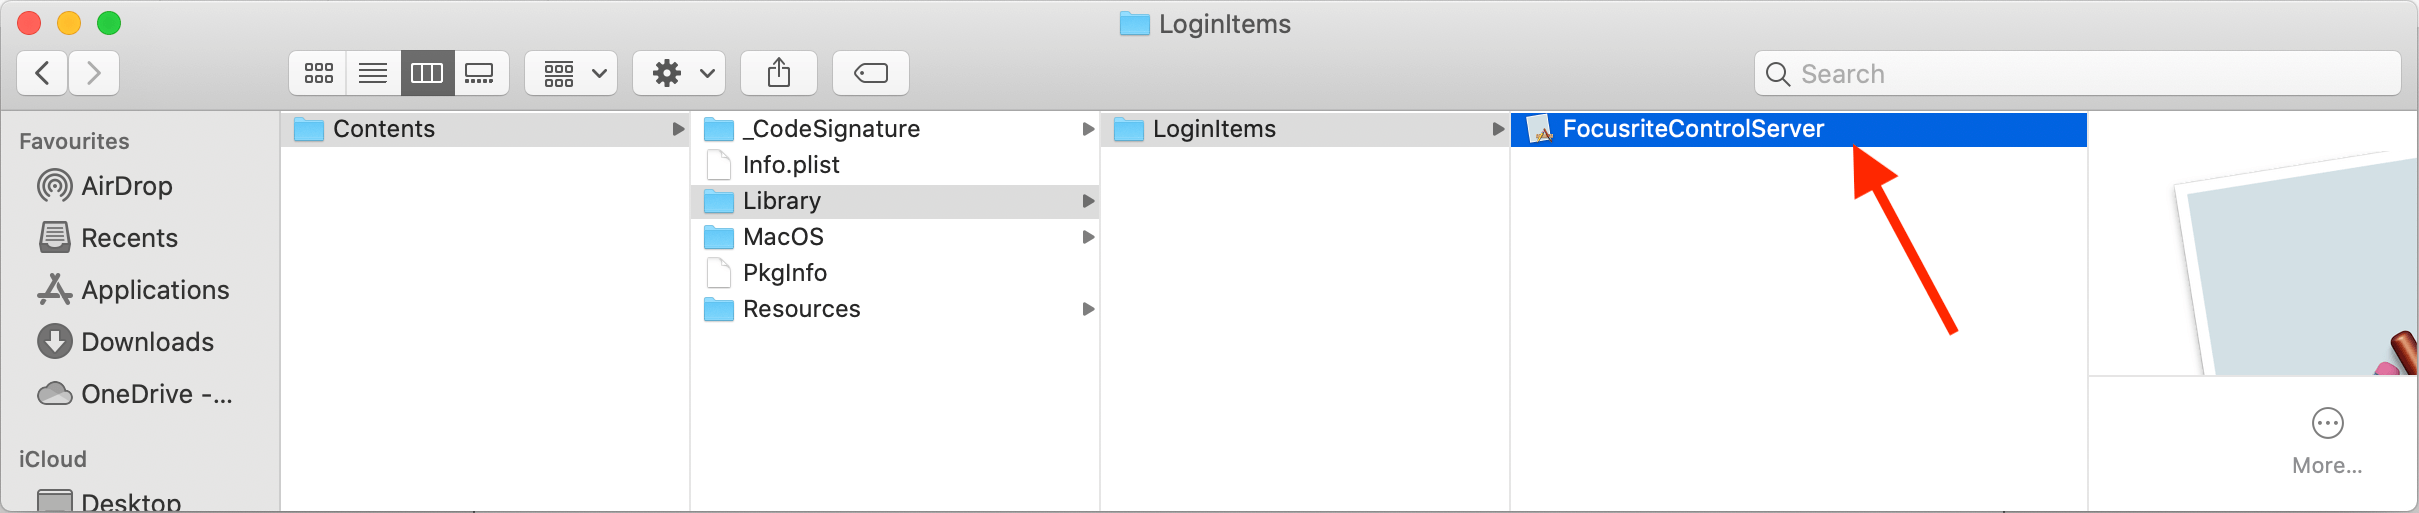 LoginItems
Search
Favourites
AirDrop
Recents
Applications
Downloads
OneDrive -...
iCloud
Desktop
Contents
_CodeSignature
Info.plist
Library
MacOS
PkgInfo
Resources
LoginItems
FocusriteControlServer
More...